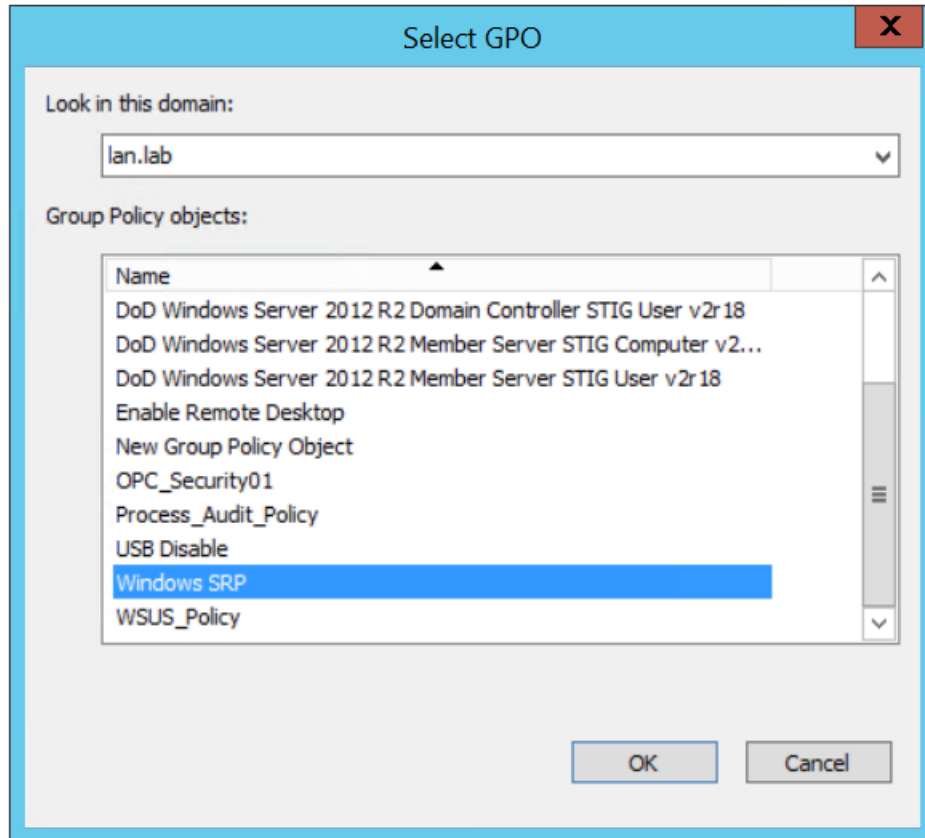 Select GPO
X
Look in this domain:
lan.lab
Group Policy objects:
Name
DoD Windows Server 2012 R2 Domain Controller STIG User v2r18
DoD Windows Server 2012 R2 Member Server STIG Computer v2...
DoD Windows Server 2012 R2 Member Server STIG User v2r18
Enable Remote Desktop
New Group Policy Object
OPC_Security01
Process_Audit_Policy
USB Disable
Windows SRP
WSUS_Policy
OK Cancel